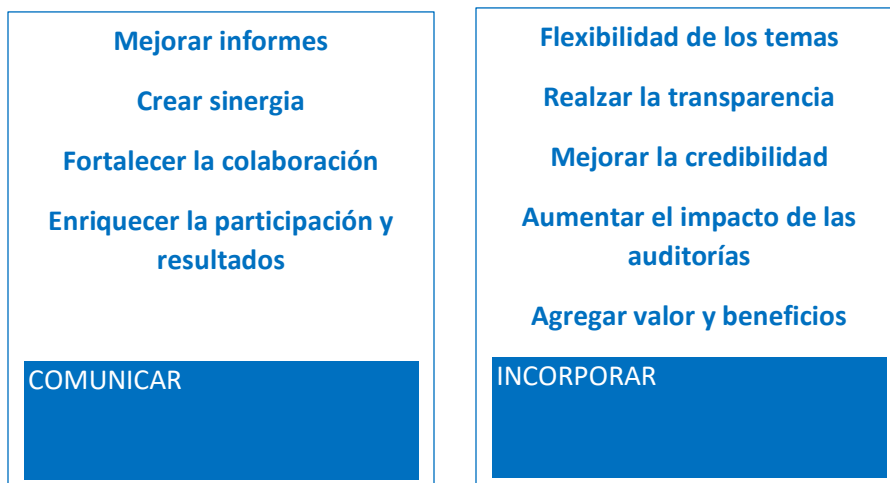 Mejorar informes
Crear sinergia
Fortalecer la colaboración
Enriquecer la participación y
resultados
COMUNICAR
Flexibilidad de los temas
Realzar la transparencia
Mejorar la credibilidad
Aumentar el impacto de las
auditorías
Agregar valor y beneficios
INCORPORAR